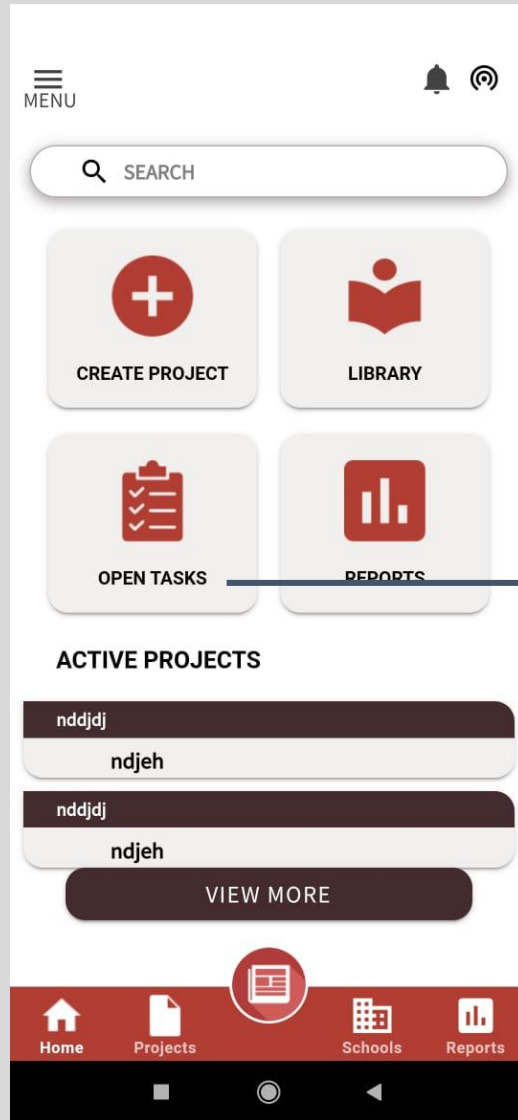 MENU
SEARCH
CREATE PROJECT
LIBRARY
OPEN TASKS
REPORTS
ACTIVE PROJECTS
nddjdj
ndjeh
nddjdj
ndjeh
VIEW MORE
Home
Projects
Schools
Reports